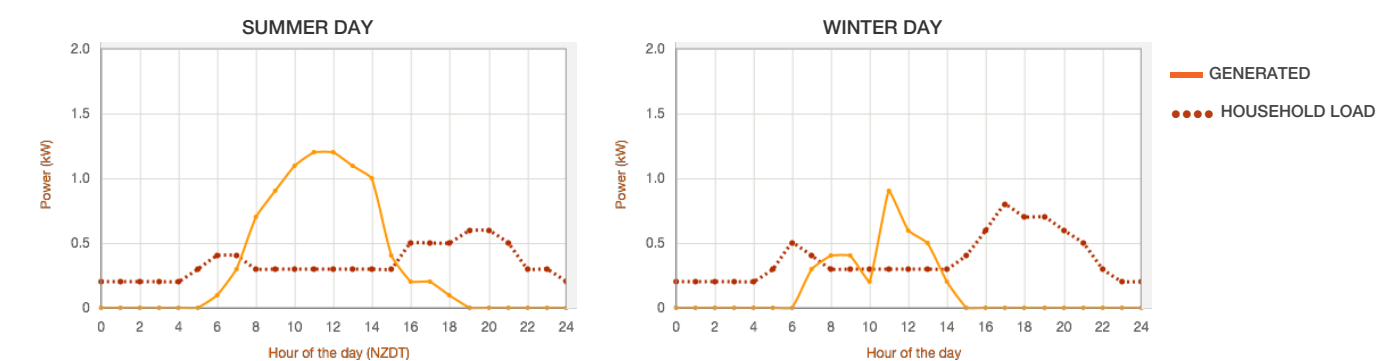 SUMMER DAY
2.0
1.5
1.0
0.5
0
Power (kW)
0 2 4 6 8 10 12 14 16 18 20 22 24
Hour of the day (NZDT)
WINTER DAY
2.0
1.5
1.0
0.5
0
Power (kW)
0 2 4 6 8 10 12 14 16 18 20 22 24
Hour of the day
GENERATED
HOUSEHOLD LOAD